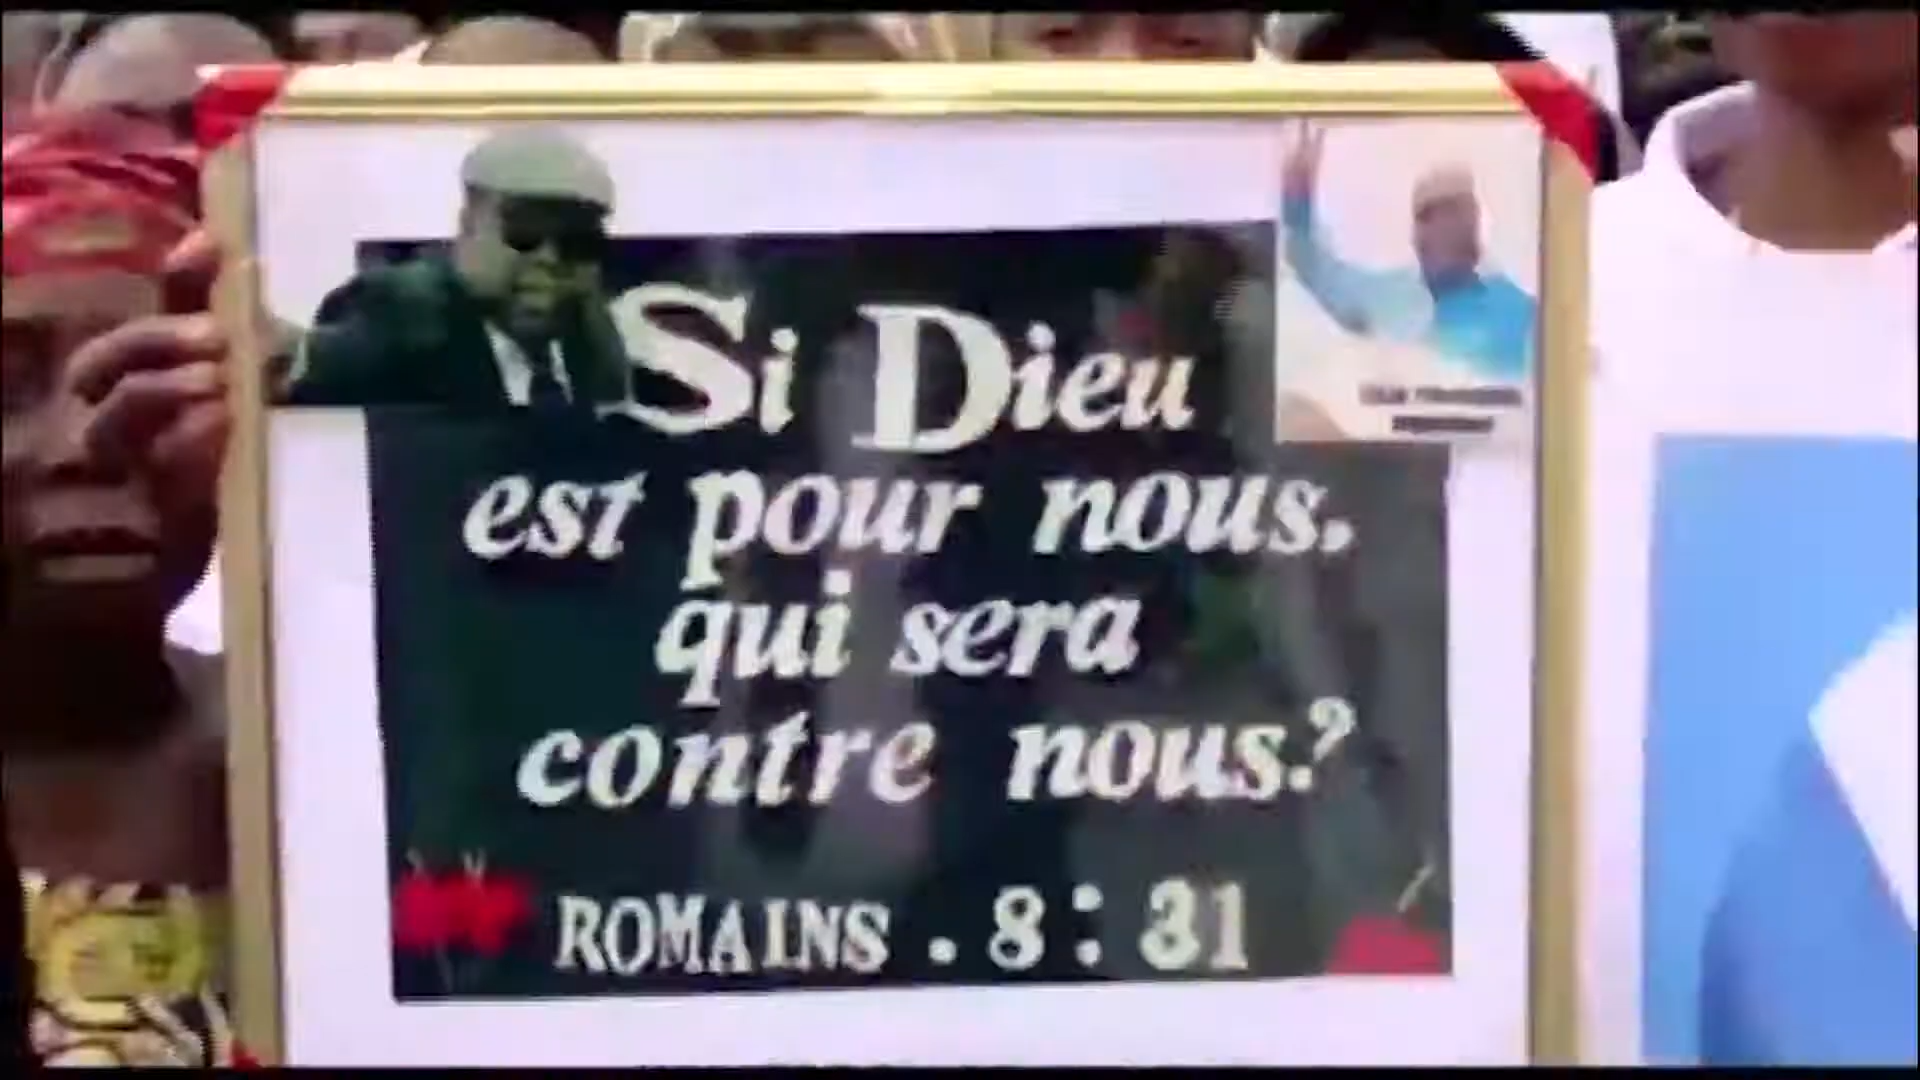 Si Dieu
est pour nous.
qui sera
contre nous.?
ROMAINS . 8 : 31